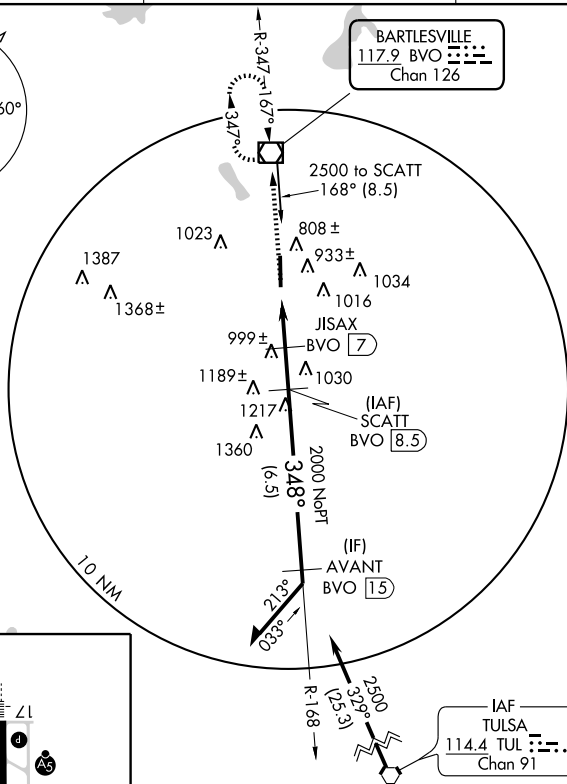 R-347
347°
167°
BARTLESVILLE
117.9 BVO
Chan 126
60°
2500 to SCATT
168° (8.5)
1023
808 ±
933±
1034
1016
1387
1368±
JISAX
BVO 7
999±
1030
1189±
(IAF)
SCATT
BVO 8.5
1217
1360
2000 NoPT
348°
(6.5)
(IF)
AVANT
BVO 15
10 NM
213°
033°
R-168
2500
329°
(25.3)
IAF
TULSA
114.4 TUL
Chan 91
17
P
A5